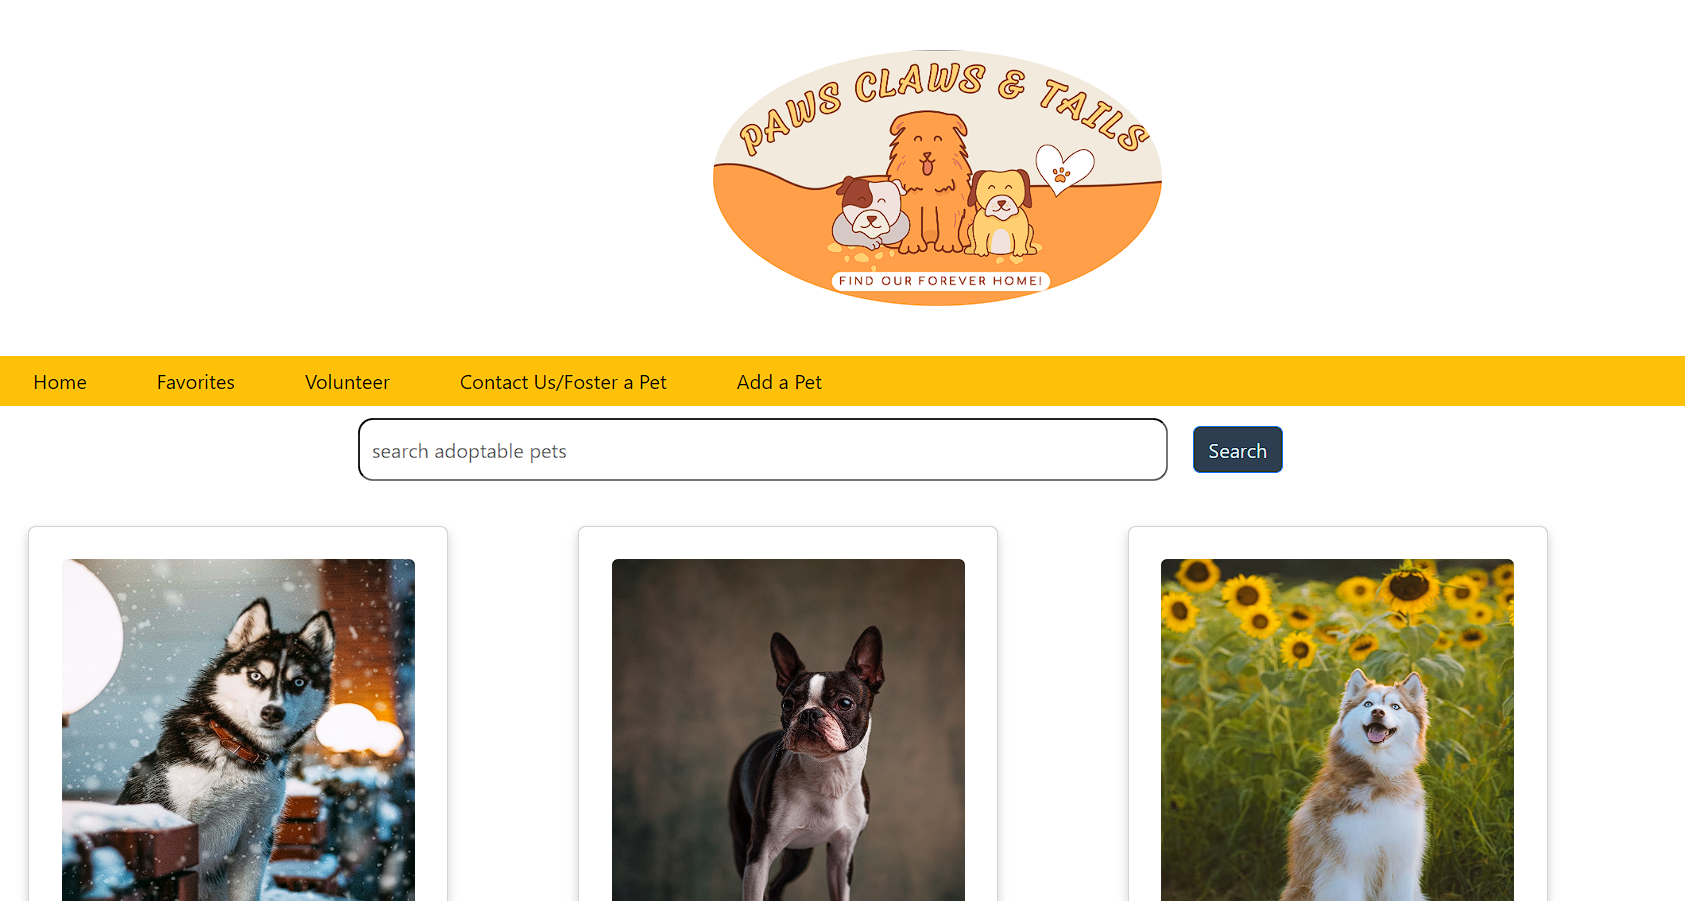 PAWS CLAWS & TAILS
FIND OUR FOREVER HOME!
Home Favorites Volunteer Contact Us/Foster a Pet Add a Pet
search adoptable pets Search